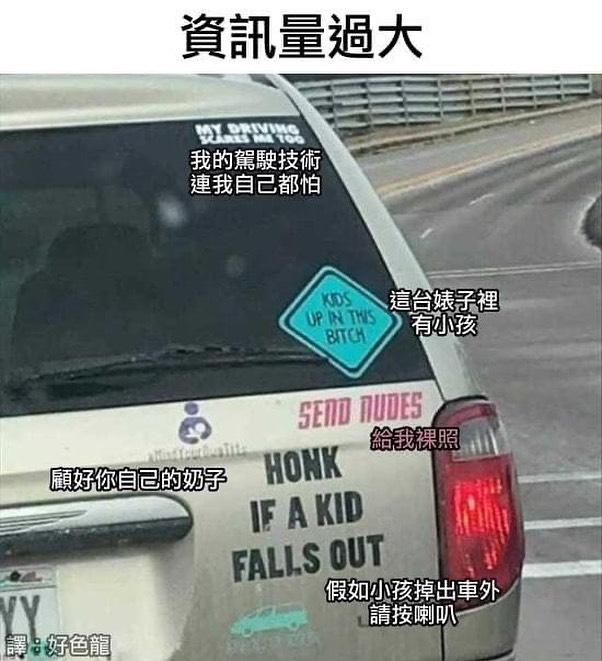 資訊量過大
MY DRIVING
SCARES ME TOO
我的駕駛技術
連我自己都怕
KIDS
UP IN THIS
BITCH
這台婊子裡
有小孩
SEND NUDES
給我裸照
#MindYourOwnTits
顧好你自己的奶子
HONK
IF A KID
FALLS OUT
假如小孩掉出車外
請按喇叭
YY
譯：好色龍